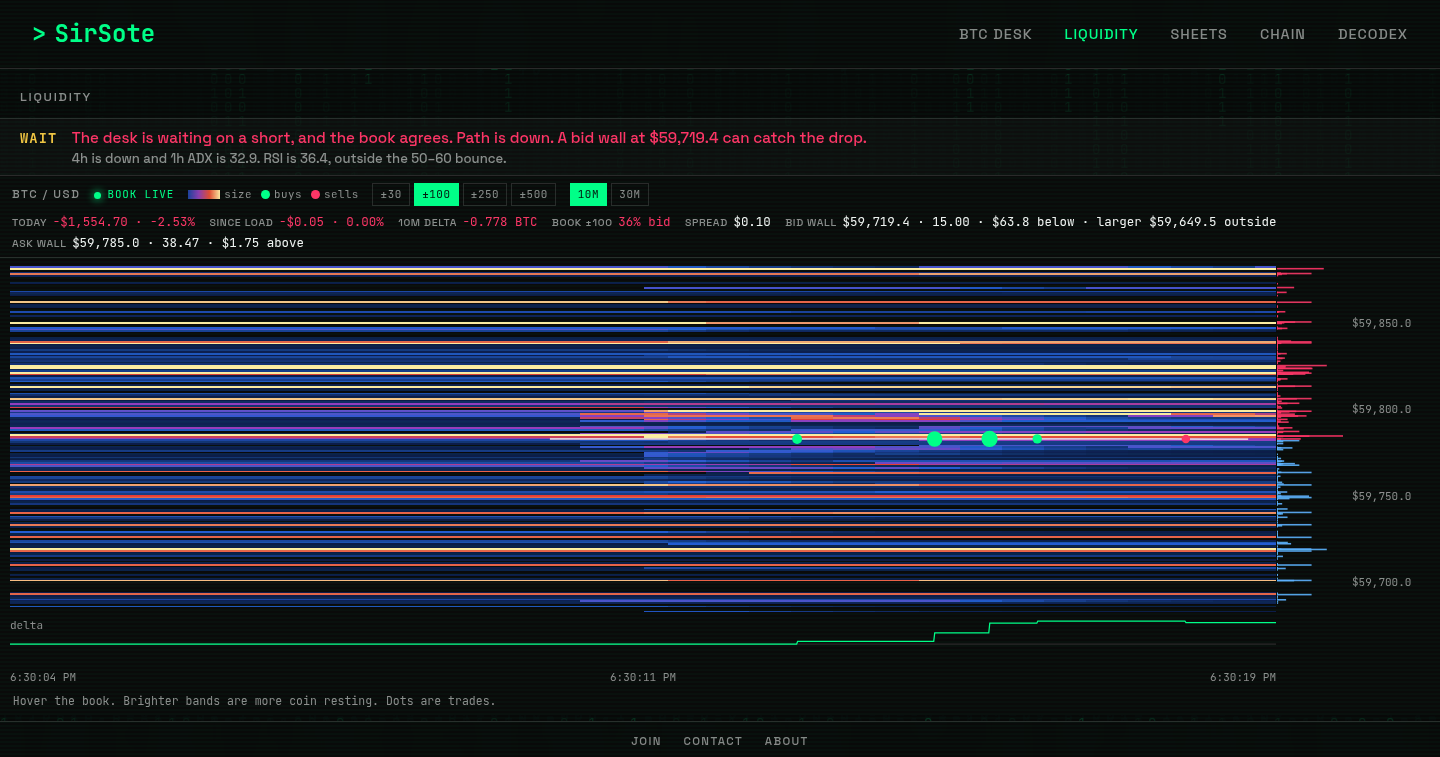 > SirSote
BTC DESK LIQUIDITY SHEETS CHAIN DECODEX
LIQUIDITY
WAIT The desk is waiting on a short, and the book agrees. Path is down. A bid wall at $59,719.4 can catch the drop.
4h is down and 1h ADX is 32.9. RSI is 36.4, outside the 50–60 bounce.
BTC / USD BOOK LIVE size buys sells ±30 ±100 ±250 ±500 10M 30M
TODAY -$1,554.70 · -2.53% SINCE LOAD -$0.05 · 0.00% 10M DELTA -0.778 BTC BOOK ±100 36% bid SPREAD $0.10 BID WALL $59,719.4 · 15.00 · $63.8 below · larger $59,649.5 outside
ASK WALL $59,785.0 · 38.47 · $1.75 above
$59,850.0
$59,800.0
$59,750.0
$59,700.0
delta
6:30:04 PM 6:30:11 PM 6:30:19 PM
Hover the book. Brighter bands are more coin resting. Dots are trades.
JOIN CONTACT ABOUT